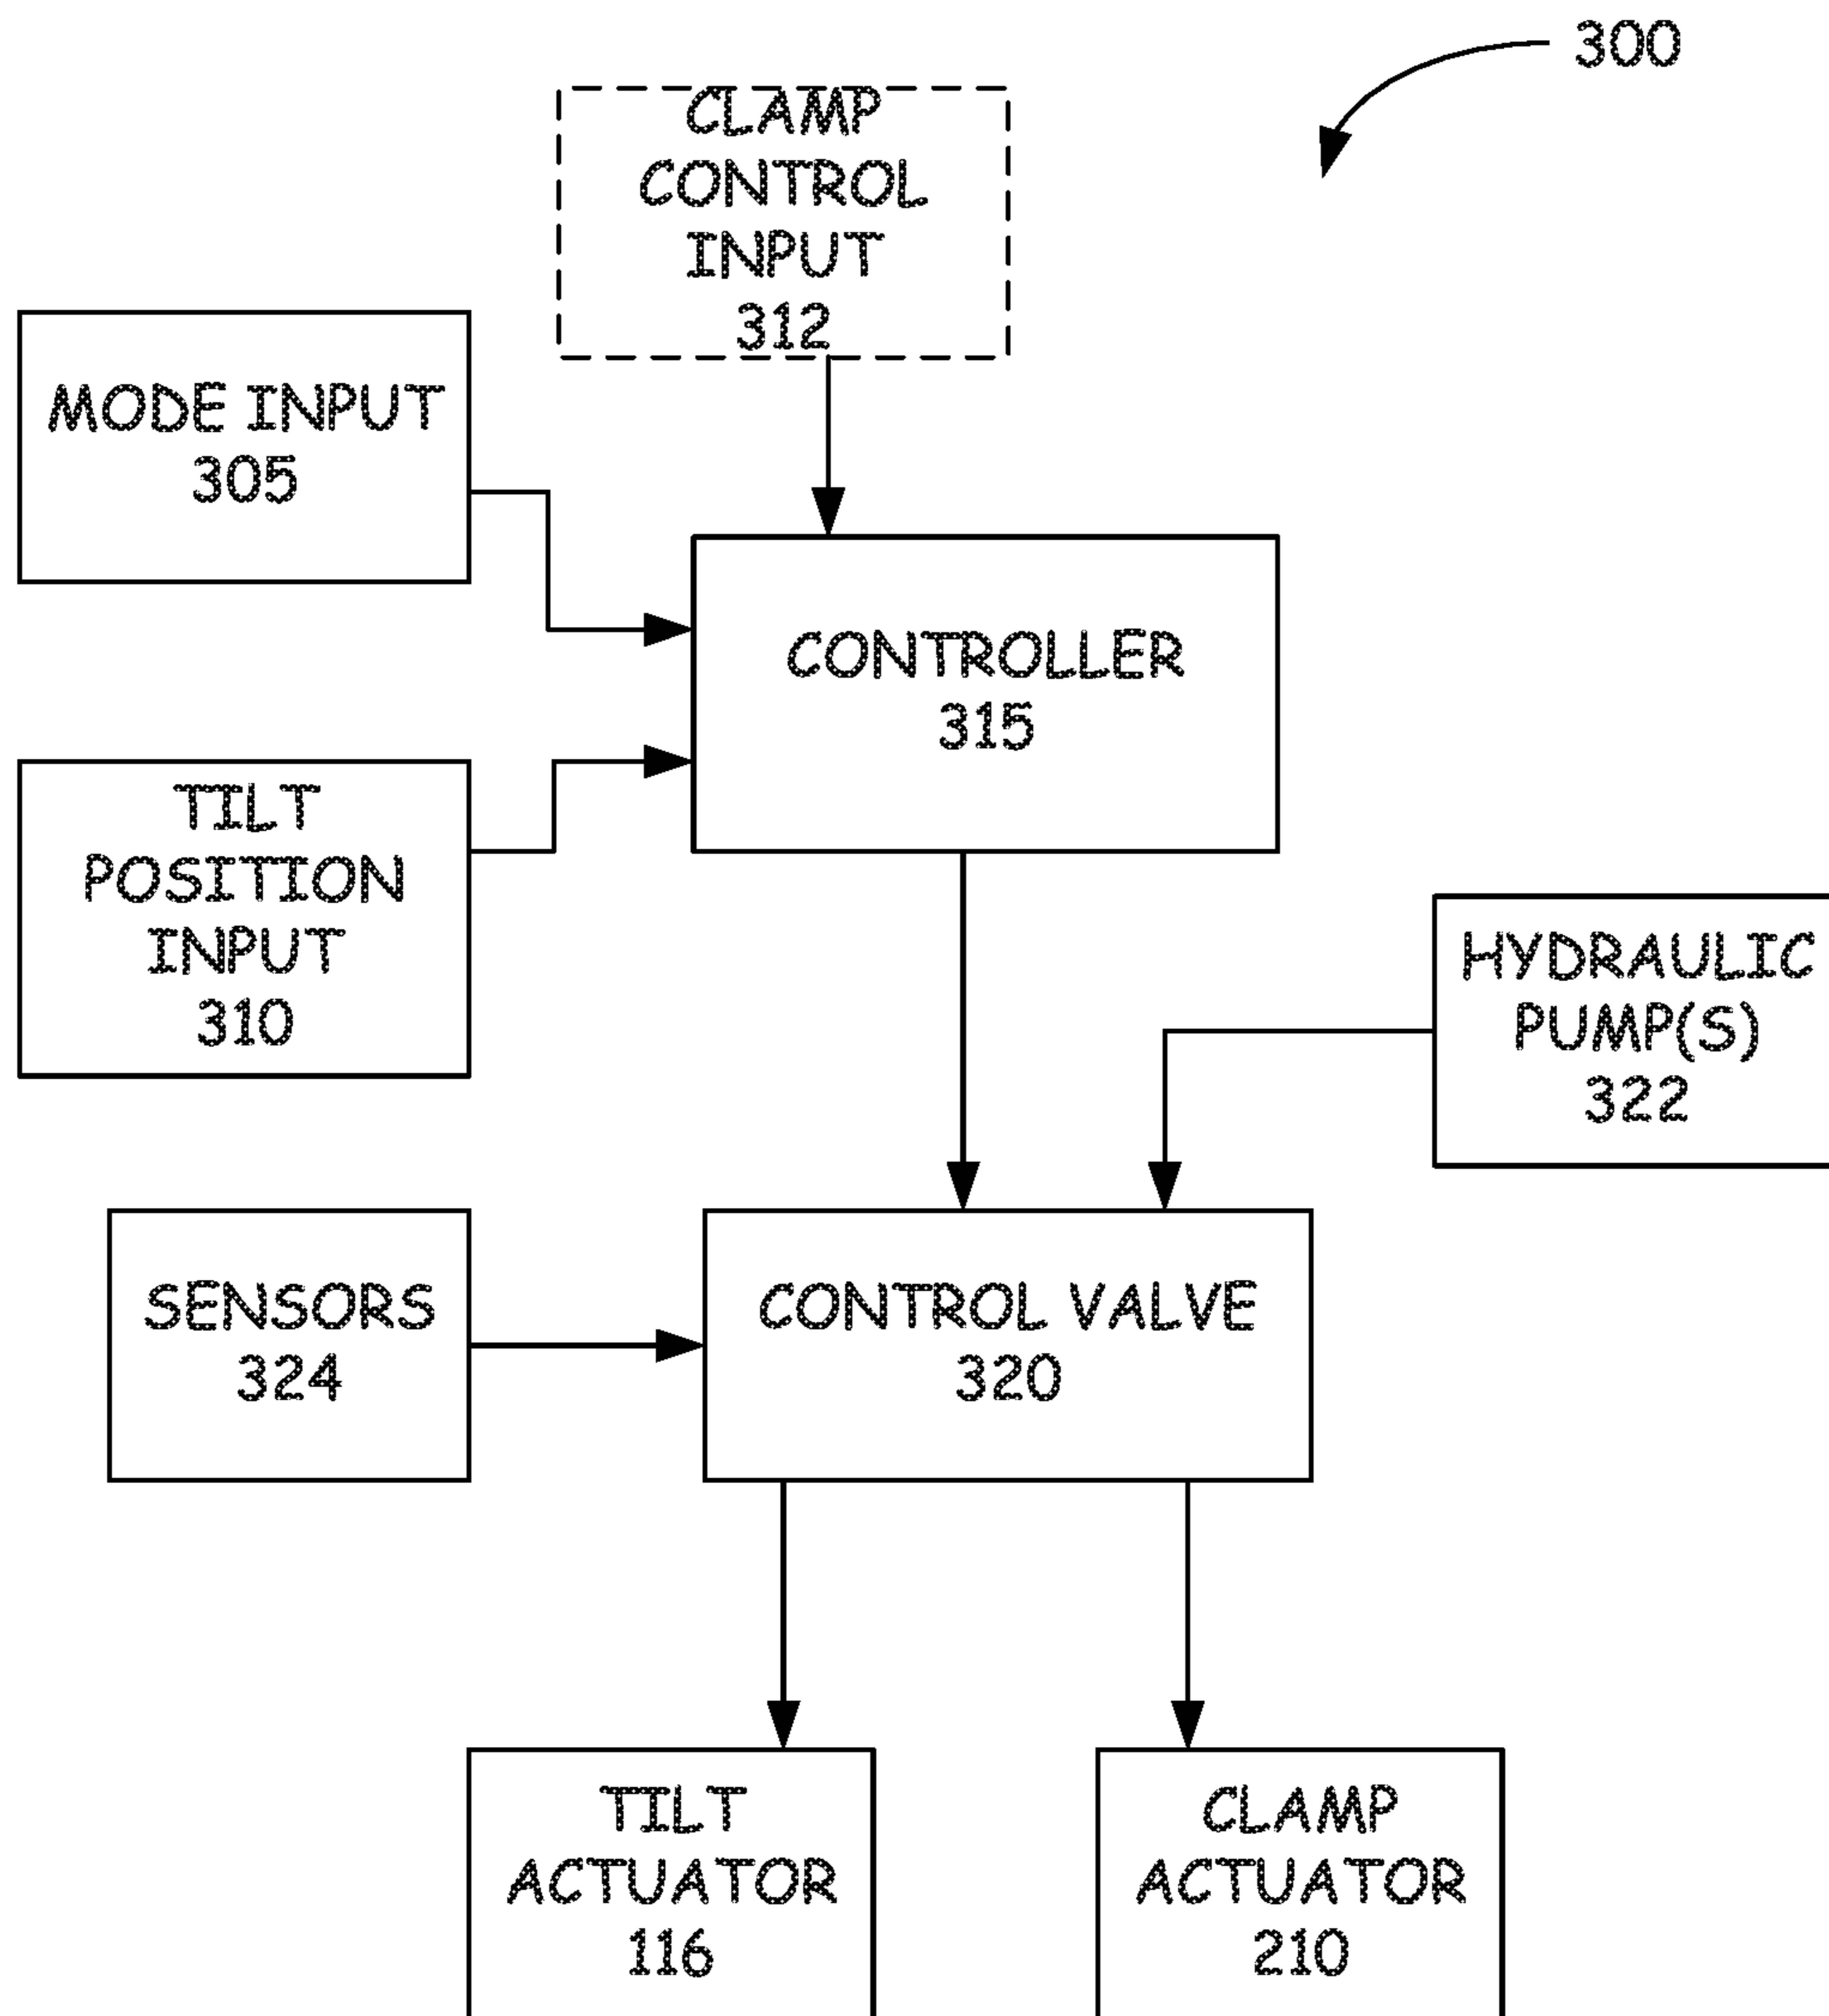 300
CLAMP
CONTROL
INPUT
312
MODE INPUT
305
CONTROLLER
315
TILT
POSITION
INPUT
310
HYDRAULIC
PUMP(S)
322
SENSORS
324
CONTROL VALVE
320
TILT
ACTUATOR
116
CLAMP
ACTUATOR
210